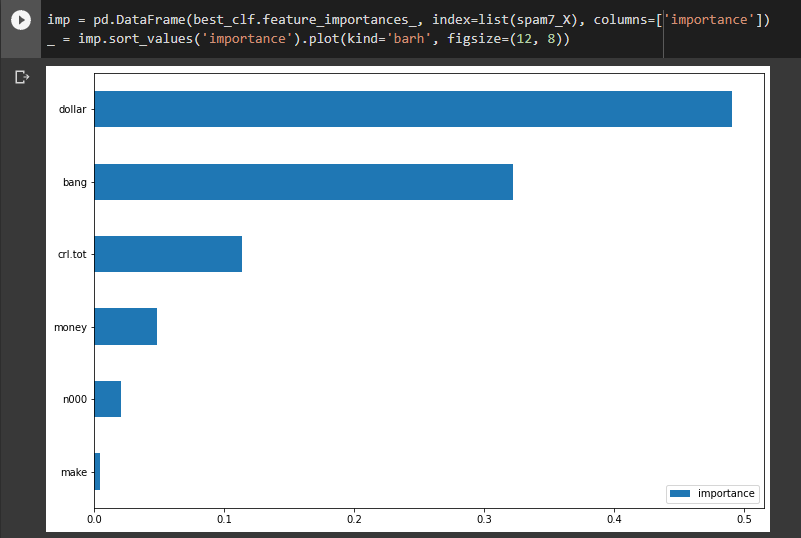 imp = pd.DataFrame(best_clf.feature_importances_, index=list(spam7_X), columns=['importance'])
_ = imp.sort_values('importance').plot(kind='barh', figsize=(12, 8))
dollar
bang
crl.tot
money
n000
make
importance
0.0 0.1 0.2 0.3 0.4 0.5